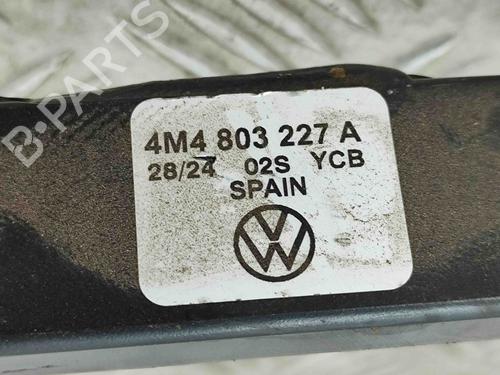 B-PARTS
4M4 803 227 A
28/24 02S YCB
SPAIN